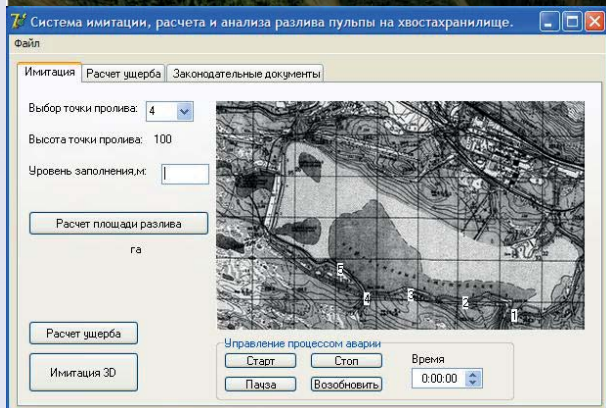 Система имитации, расчета и анализа разлива пульпы на хвостахранилище.
Файл
Имитация Расчет ущерба Законодательные документы
Выбор точки пролива: 4
Высота точки пролива: 100
Уровень заполнения,м:
Расчет площади разлива
га
5
4
3
2
1
Расчет ущерба
Имитация 3D
Управление процессом аварии
Старт Стоп Время
Пауза Возобновить 0:00:00